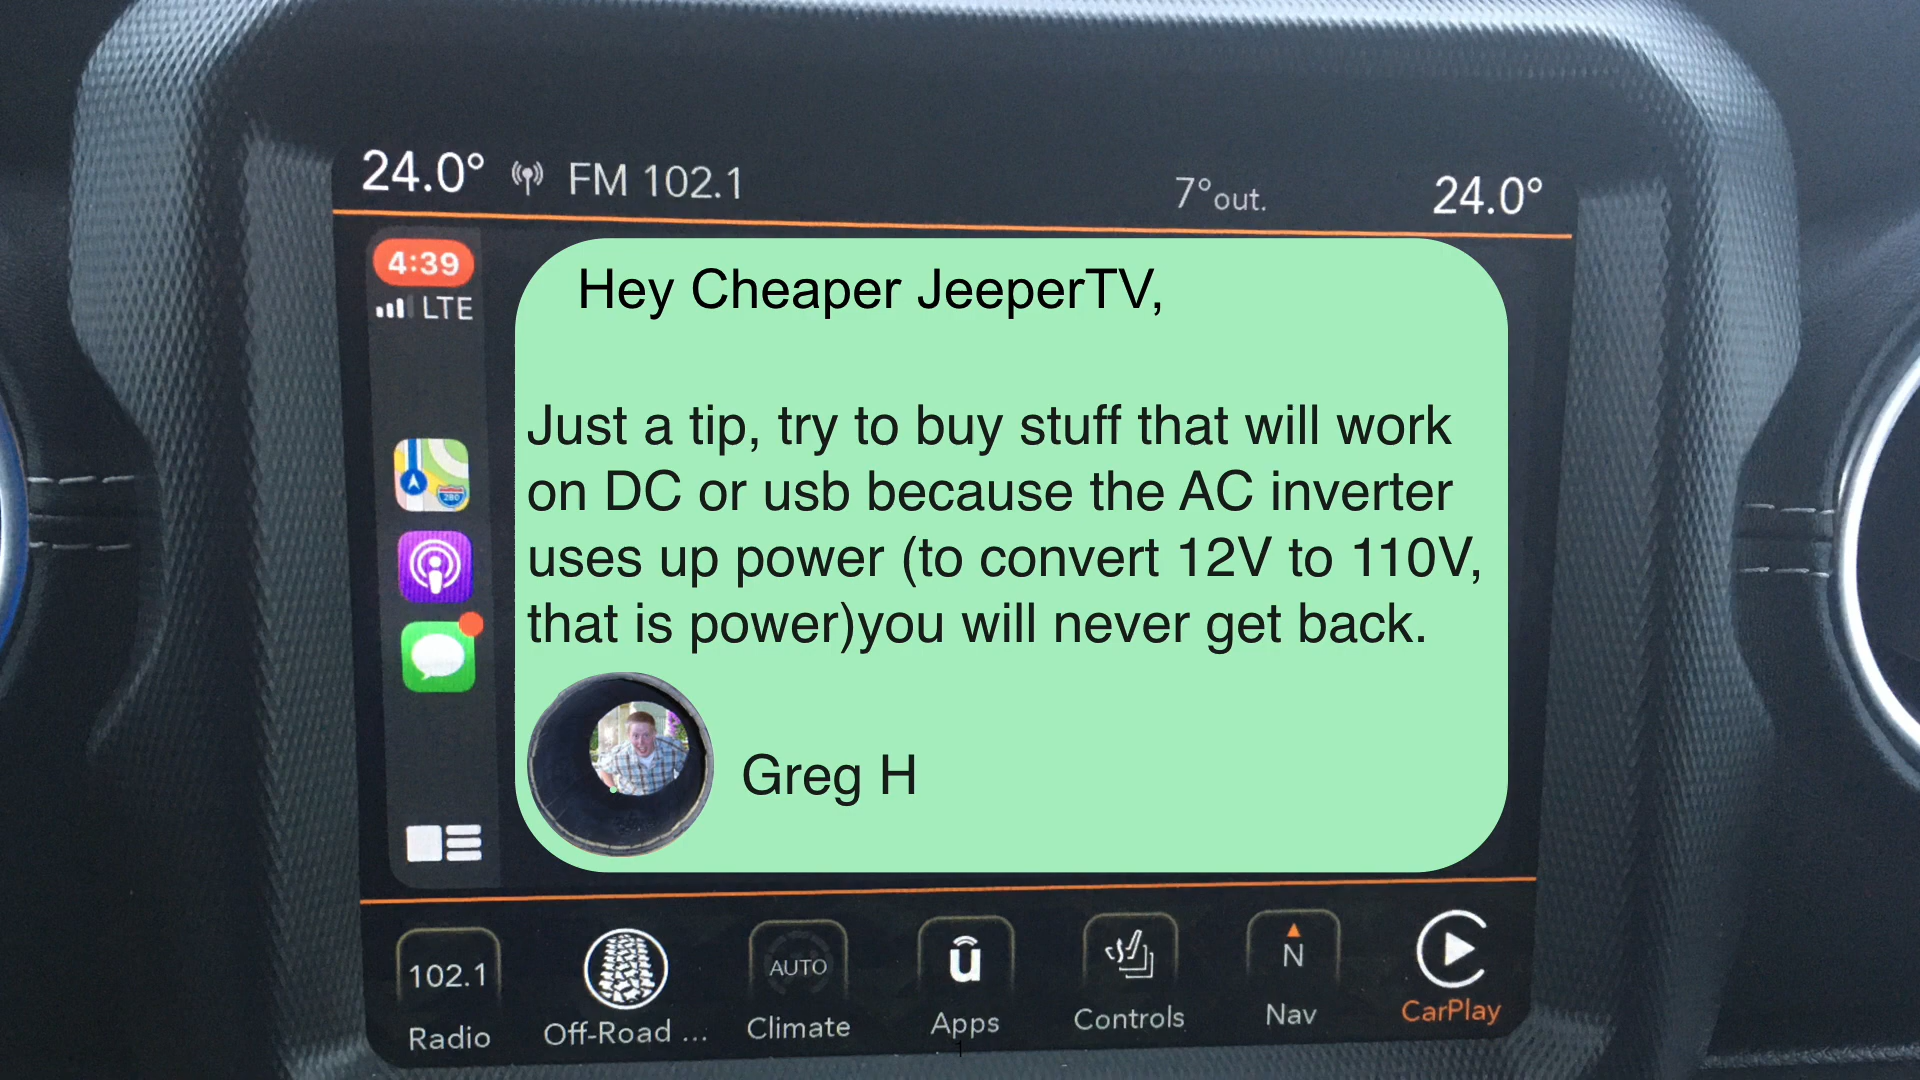 24.0° FM 102.1 7°out. 24.0°
4:39
LTE
280
Hey Cheaper JeeperTV,
Just a tip, try to buy stuff that will work
on DC or usb because the AC inverter
uses up power (to convert 12V to 110V,
that is power)you will never get back.
Greg H
102.1 AUTO û N
Radio Off-Road ... Climate Apps Controls Nav CarPlay